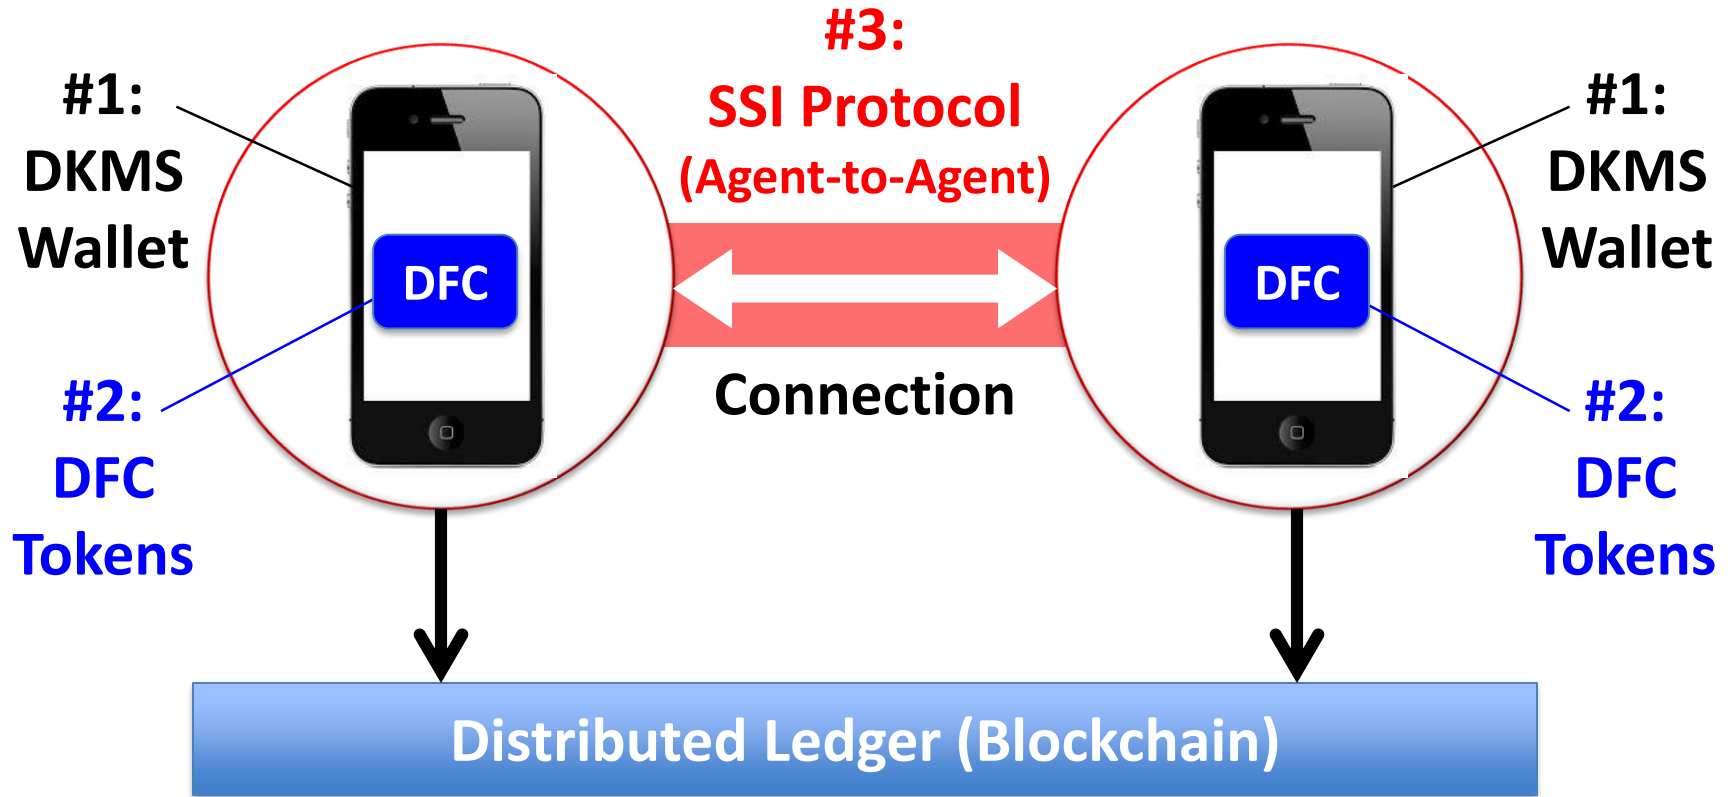 #1:
DKMS
Wallet
#2:
DFC
Tokens
DFC
#3:
SSI Protocol
(Agent-to-Agent)
Connection
DFC
#1:
DKMS
Wallet
#2:
DFC
Tokens
Distributed Ledger (Blockchain)